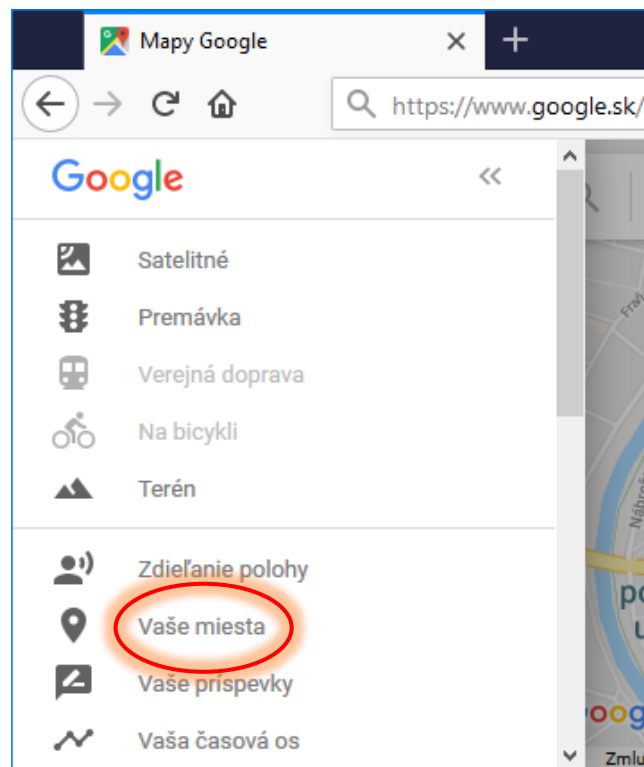 Mapy Google
https://www.google.sk/
Google
Satelitné
Premávka
Verejná doprava
Na bicykli
Terén
Zdieľanie polohy
Vaše miesta
Vaše príspevky
Vaša časová os